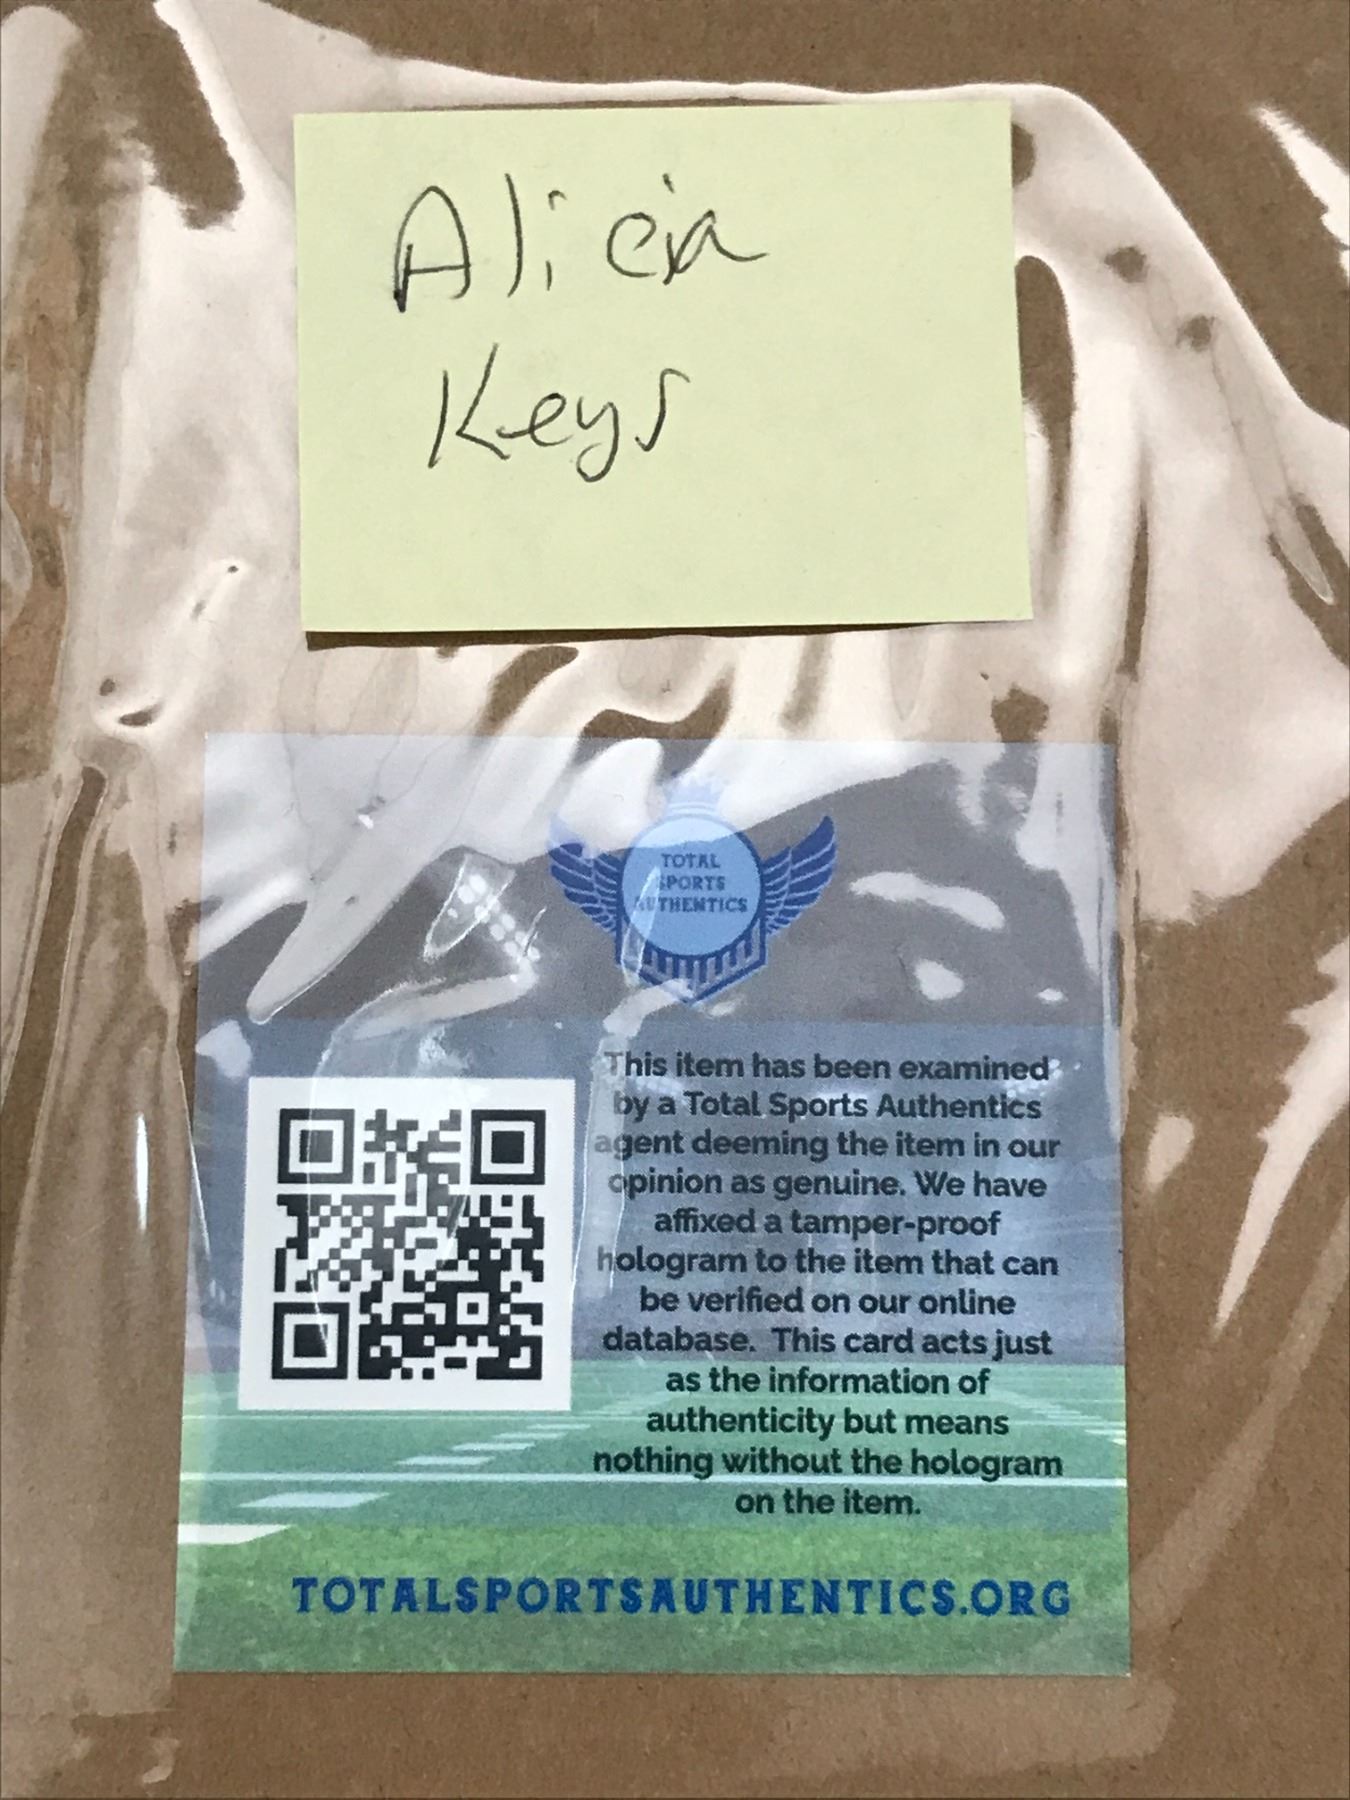 Alicia
Keys
TOTAL
SPORTS
AUTHENTICS
This item has been examined
by a Total Sports Authentics
agent deeming the item in our
opinion as genuine. We have
affixed a tamper-proof
hologram to the item that can
be verified on our online
database. This card acts just
as the information of
authenticity but means
nothing without the hologram
on the item.
TOTALSPORTSAUTHENTICS.ORG